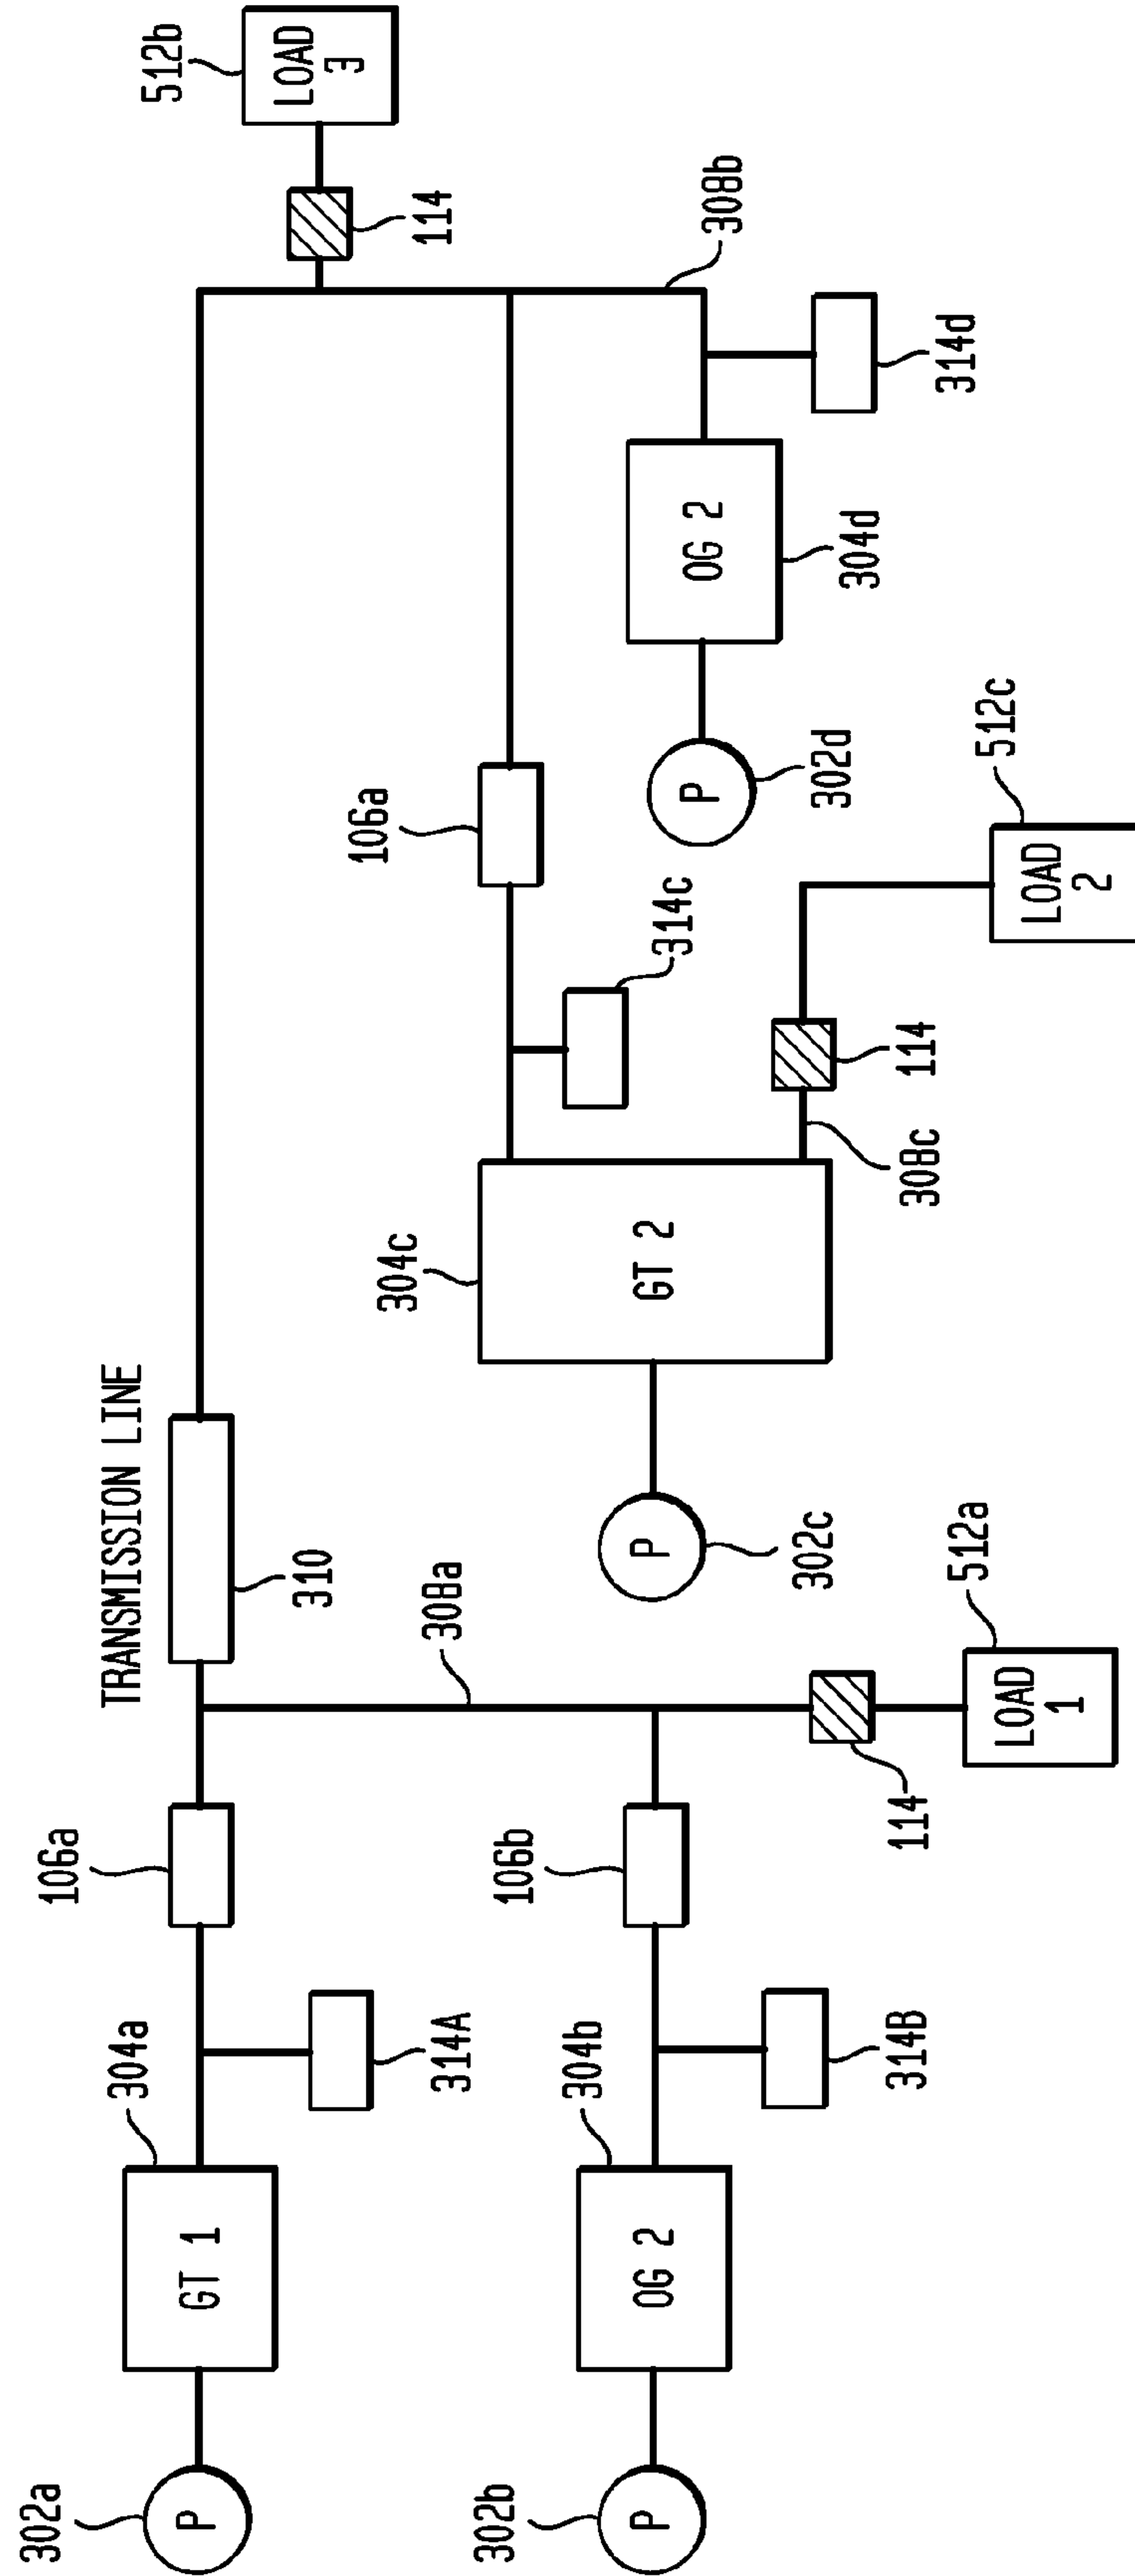 TRANSMISSION LINE
302a
P
304a
GT 1
314A
106a
310
308a
302b
P
304b
OG 2
314B
106b
114
512a
LOAD
1
302c
P
304c
GT 2
314c
106a
308c
114
512c
LOAD
2
302d
P
OG 2
304d
314d
308b
114
512b
LOAD
3